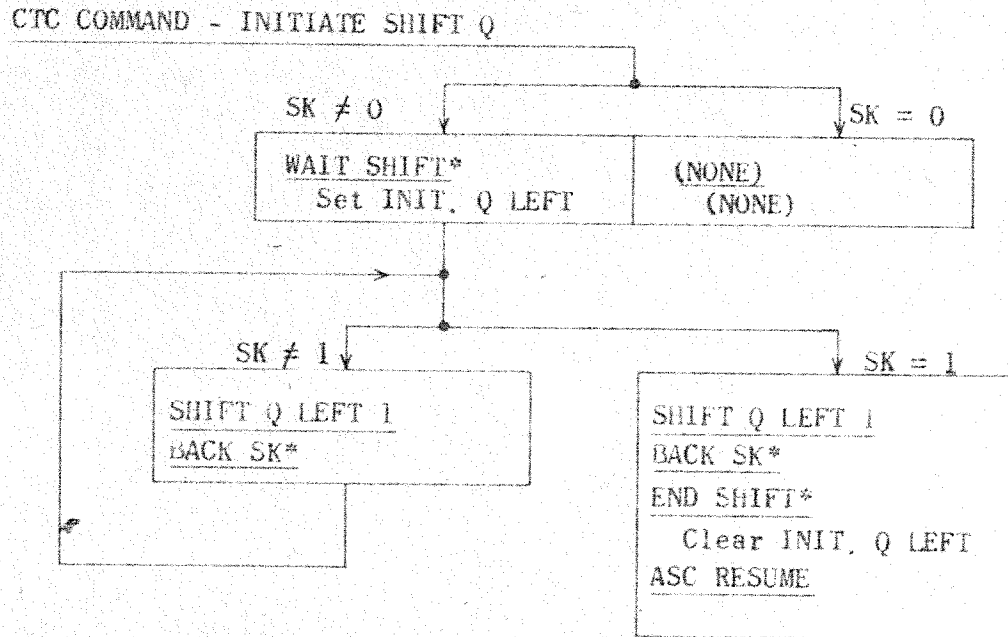 CTC COMMAND - INITIATE SHIFT Q
SK ≠ 0
SK = 0
WAIT SHIFT*
Set INIT. Q LEFT
(NONE)
(NONE)
SK ≠ 1
SK = 1
SHIFT Q LEFT 1
BACK SK*
SHIFT Q LEFT 1
BACK SK*
END SHIFT*
Clear INIT. Q LEFT
ASC RESUME